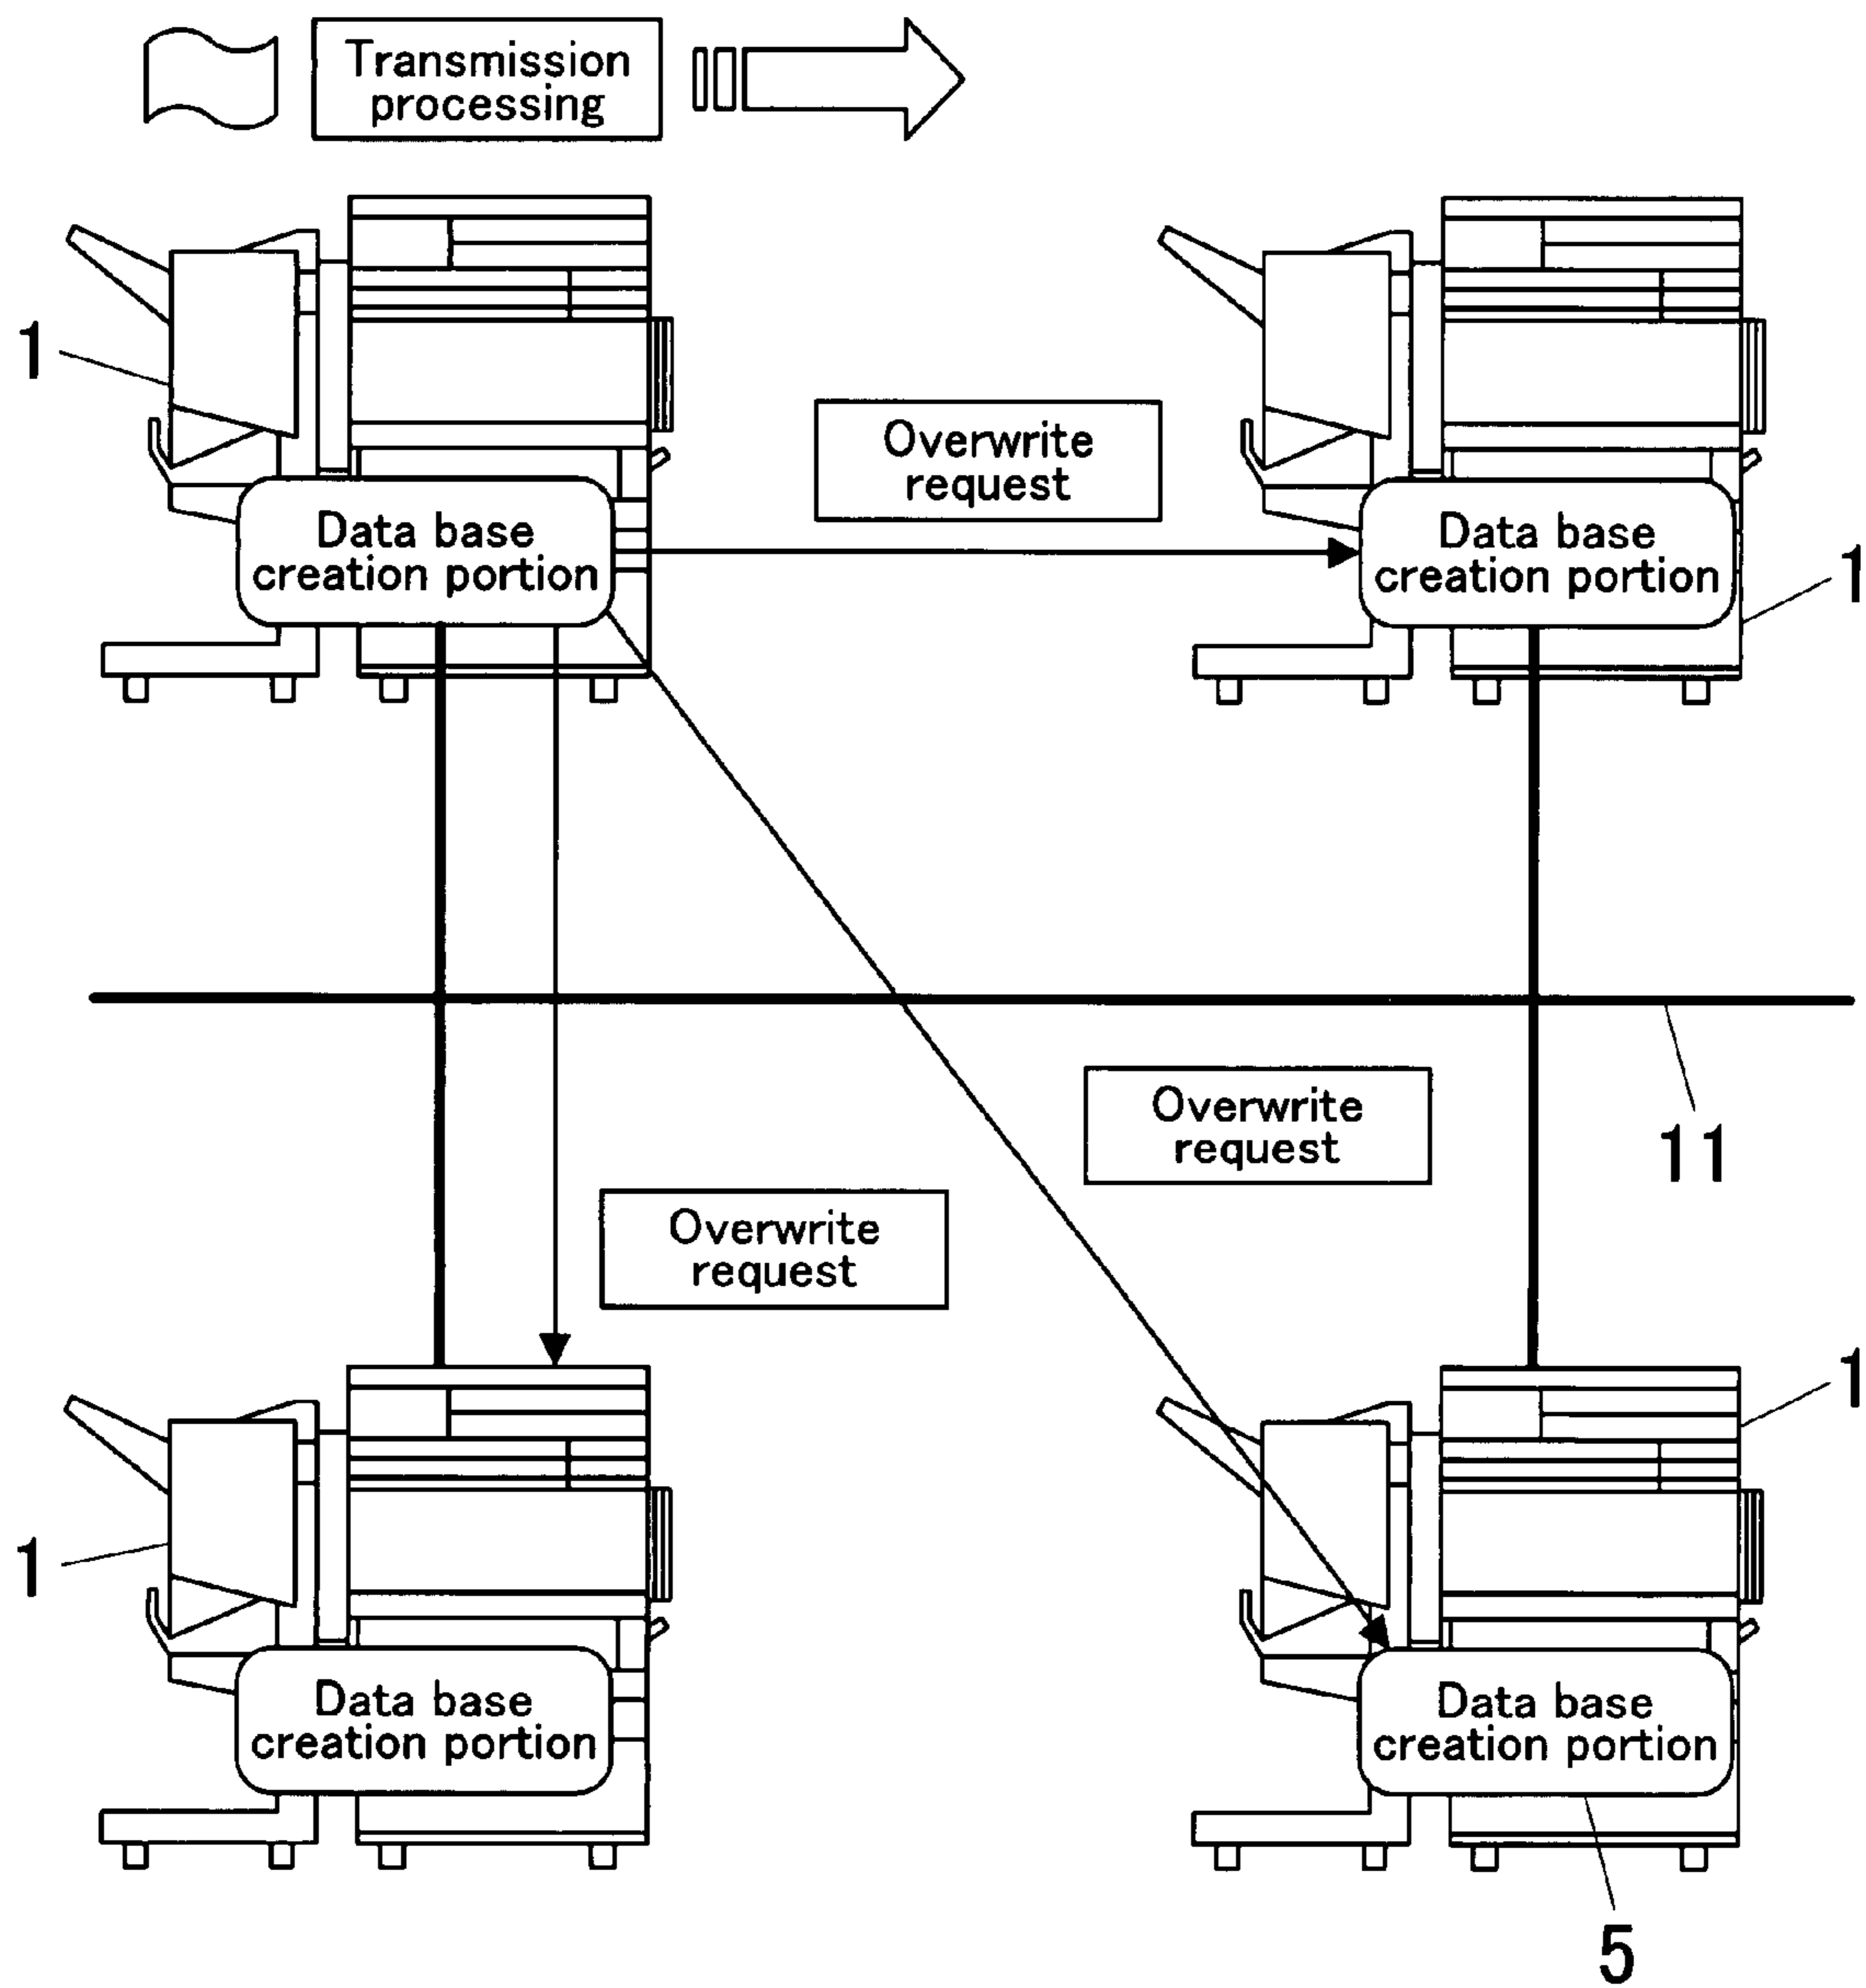 Transmission
processing
1
Overwrite
request
Data base
creation portion
Data base
creation portion
1
Overwrite
request
11
Overwrite
request
1
1
Data base
creation portion
Data base
creation portion
5